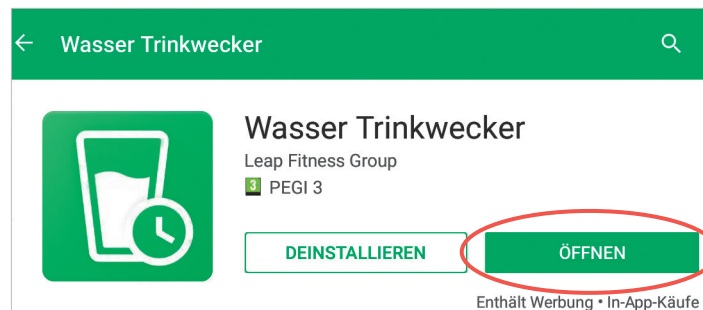 Wasser Trinkwecker
Wasser Trinkwecker
Leap Fitness Group
3 PEGI 3
DEINSTALLIEREN
ÖFFNEN
Enthält Werbung • In-App-Käufe